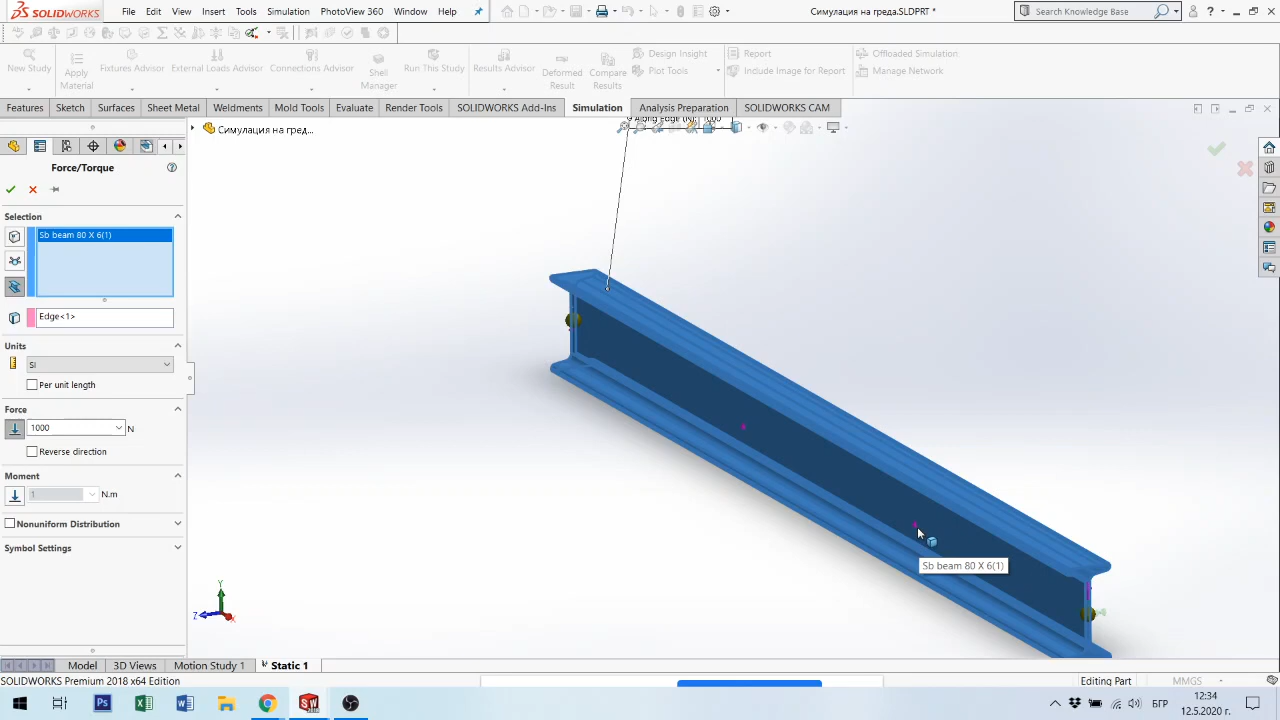 SOLIDWORKS File Edit View Insert Tools Simulation PhotoView 360 Window Help Симулация на греда.SLDPRT * Search Knowledge Base
New Study
Apply Material
Fixtures Advisor
External Loads Advisor
Connections Advisor
Shell Manager
Run This Study
Results Advisor
Deformed Result
Compare Results
Design Insight
Plot Tools
Report
Include Image for Report
Offloaded Simulation
Manage Network
Features Sketch Surfaces Sheet Metal Weldments Mold Tools Evaluate Render Tools SOLIDWORKS Add-Ins Simulation Analysis Preparation SOLIDWORKS CAM
Симулация на гред...
Along Edge (N): 1000
Force/Torque
Selection
Sb beam 80 X 6(1)
Edge<1>
Units
SI
Per unit length
Force
1000 N
Reverse direction
Moment
1 N.m
Nonuniform Distribution
Symbol Settings
Sb beam 80 X 6(1)
Y
Z
X
Model 3D Views Motion Study 1 Static 1
SOLIDWORKS Premium 2018 x64 Edition Editing Part MMGS
БГР
12:34
12.5.2020 г.